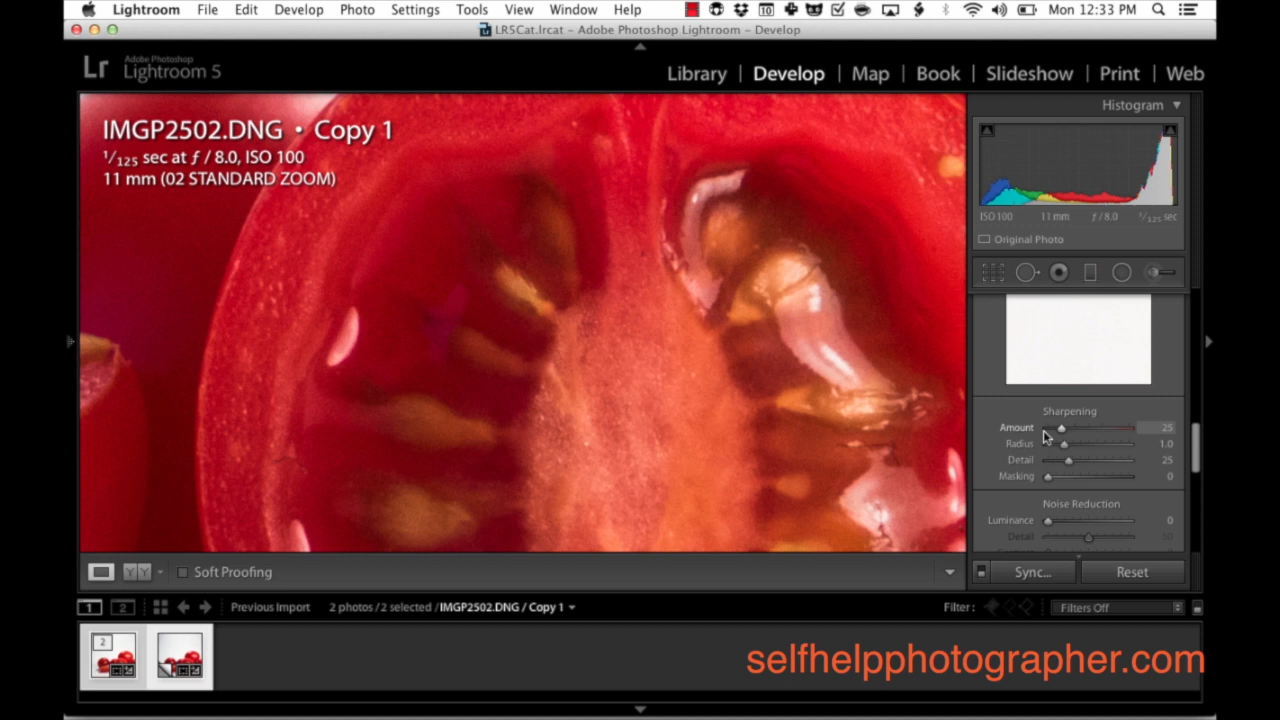 Lightroom File Edit Develop Photo Settings Tools View Window Help Mon 12:33 PM
LR5Cat.lrcat – Adobe Photoshop Lightroom – Develop
Lr Adobe Photoshop Lightroom 5
Library | Develop | Map | Book | Slideshow | Print | Web
Histogram
IMGP2502.DNG • Copy 1
1/125 sec at ƒ / 8.0, ISO 100
11 mm (02 STANDARD ZOOM)
ISO 100 11 mm ƒ / 8.0 1/125 sec
Original Photo
Sharpening
Amount 25
Radius 1.0
Detail 25
Masking 0
Noise Reduction
Luminance 0
Detail 50
Soft Proofing
Sync...
Reset
1 2 Previous Import 2 photos / 2 selected / IMGP2502.DNG / Copy 1
Filter : Filters Off
2
selfhelpphotographer.com